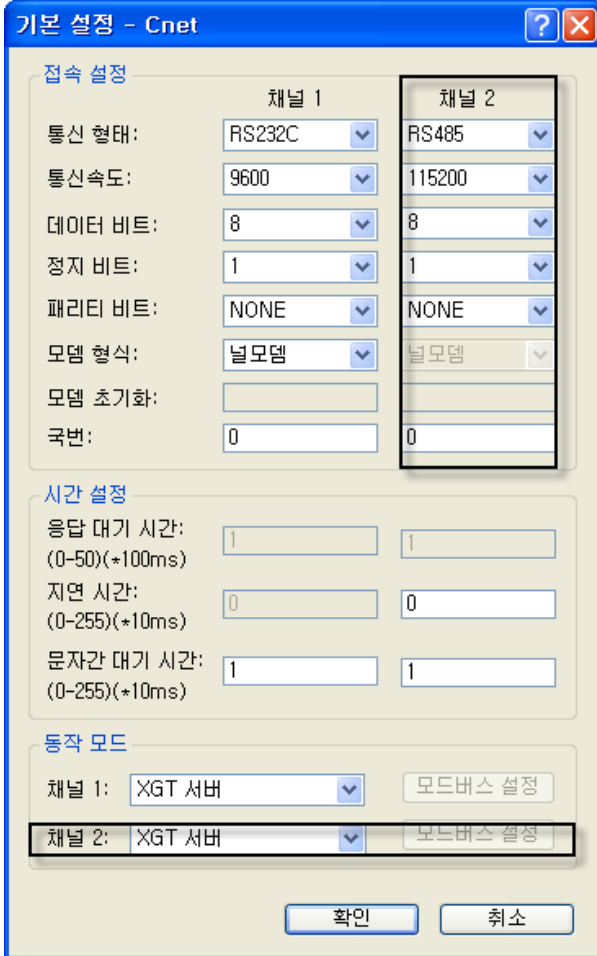 기본 설정 - Cnet
접속 설정
채널 1 채널 2
통신 형태: RS232C RS485
통신속도: 9600 115200
데이터 비트: 8 8
정지 비트: 1 1
패리티 비트: NONE NONE
모뎀 형식: 널모뎀 널모뎀
모뎀 초기화:
국번: 0 0
시간 설정
응답 대기 시간: 1 1
(0-50)(*100ms)
지연 시간: 0 0
(0-255)(*10ms)
문자간 대기 시간: 1 1
(0-255)(*10ms)
동작 모드
채널 1: XGT 서버 모드버스 설정
채널 2: XGT 서버 모드버스 설정
확인 취소